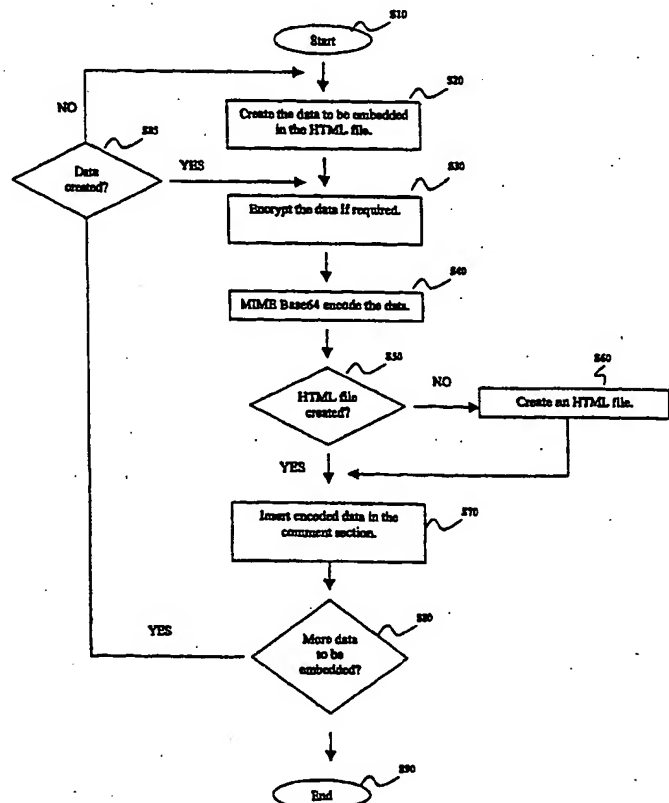 S10
Start
NO
S20
Create the data to be embedded
in the HTML file.
S85
Data
created?
YES
S30
Encrypt the data if required.
S40
MIME Base64 encode the data.
S50
HTML file
created?
NO
S60
Create an HTML file.
YES
S70
Insert encoded data in the
comment section.
S80
YES
More data
to be
embedded?
S90
End